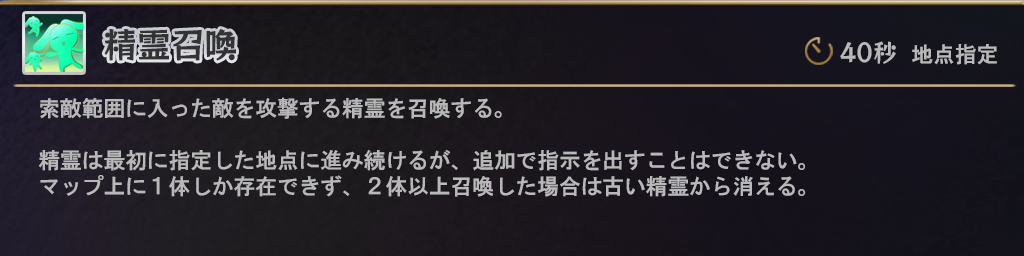 精霊召喚
40秒 地点指定
索敵範囲に入った敵を攻撃する精霊を召喚する。
精霊は最初に指定した地点に進み続けるが、追加で指示を出すことはできない。
マップ上に１体しか存在できず、２体以上召喚した場合は古い精霊から消える。